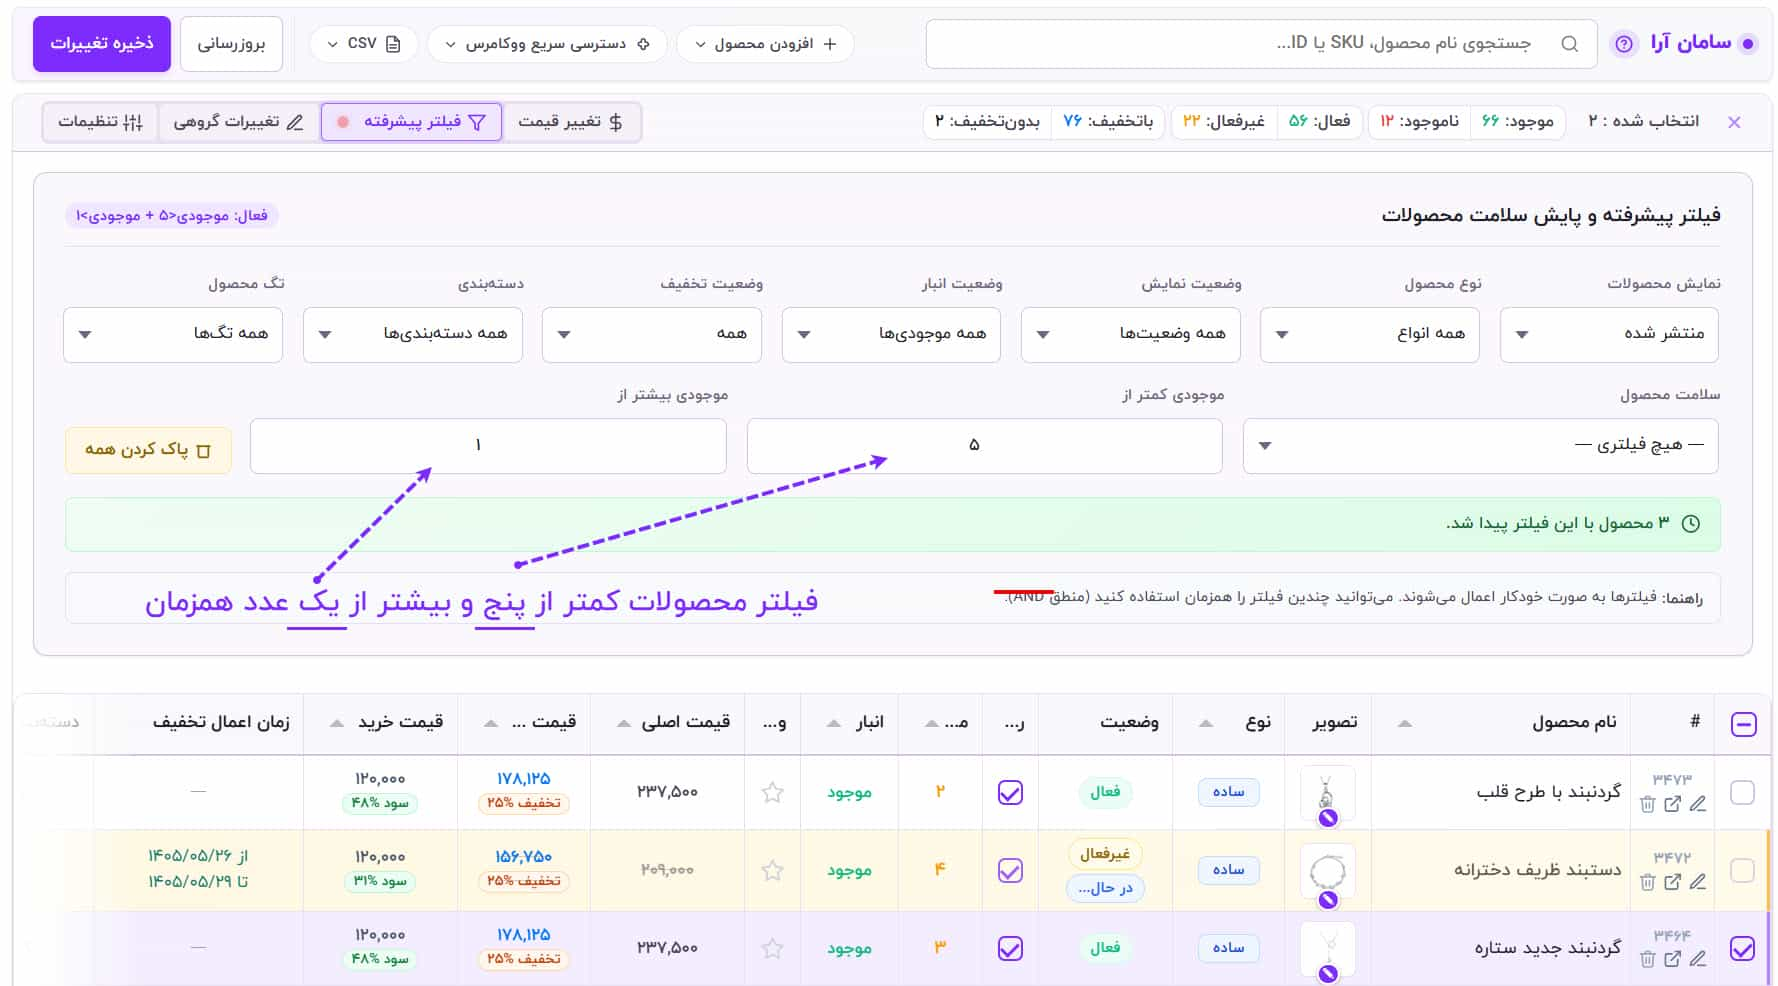 سامان آرا
جستجوی نام محصول، SKU یا ID...
افزودن محصول
دسترسی سریع ووکامرس
CSV
بروزرسانی
ذخیره تغییرات
انتخاب شده : ۲
موجود: ۶۶
ناموجود: ۱۲
فعال: ۵۶
غیرفعال: ۲۲
باتخفیف: ۷۶
بدون‌تخفیف: ۲
تغییر قیمت
فیلتر پیشرفته
تغییرات گروهی
تنظیمات
فیلتر پیشرفته و پایش سلامت محصولات
فعال: موجودی<۵ + موجودی>۱
نمایش محصولات
نوع محصول
وضعیت نمایش
وضعیت انبار
وضعیت تخفیف
دسته‌بندی
تگ محصول
منتشر شده
همه انواع
همه وضعیت‌ها
همه موجودی‌ها
همه
همه دسته‌بندی‌ها
همه تگ‌ها
سلامت محصول
موجودی کمتر از
موجودی بیشتر از
— هیچ فیلتری —
۵
۱
پاک کردن همه
۳ محصول با این فیلتر پیدا شد.
راهنما: فیلترها به صورت خودکار اعمال می‌شوند. می‌توانید چندین فیلتر را همزمان استفاده کنید (منطق AND).
فیلتر محصولات کمتر از پنج و بیشتر از یک عدد همزمان
# نام محصول تصویر نوع وضعیت ر... م... انبار و... قیمت اصلی قیمت ... قیمت خرید زمان اعمال تخفیف
۳۴۷۳ گردنبند با طرح قلب ساده فعال ۲ موجود ۲۳۷,۵۰۰ ۱۷۸,۱۲۵ تخفیف ۲۵% ۱۲۰,۰۰۰ سود ۴۸% —
۳۴۷۲ دستبند ظریف دخترانه ساده غیرفعال در حال... ۴ موجود ۲۰۹,۰۰۰ ۱۵۶,۷۵۰ تخفیف ۲۵% ۱۲۰,۰۰۰ سود ۳۱% از ۱۴۰۵/۰۵/۲۶ تا ۱۴۰۵/۰۵/۲۹
۳۴۶۴ گردنبند جدید ستاره ساده فعال ۳ موجود ۲۳۷,۵۰۰ ۱۷۸,۱۲۵ تخفیف ۲۵% ۱۲۰,۰۰۰ سود ۴۸% —